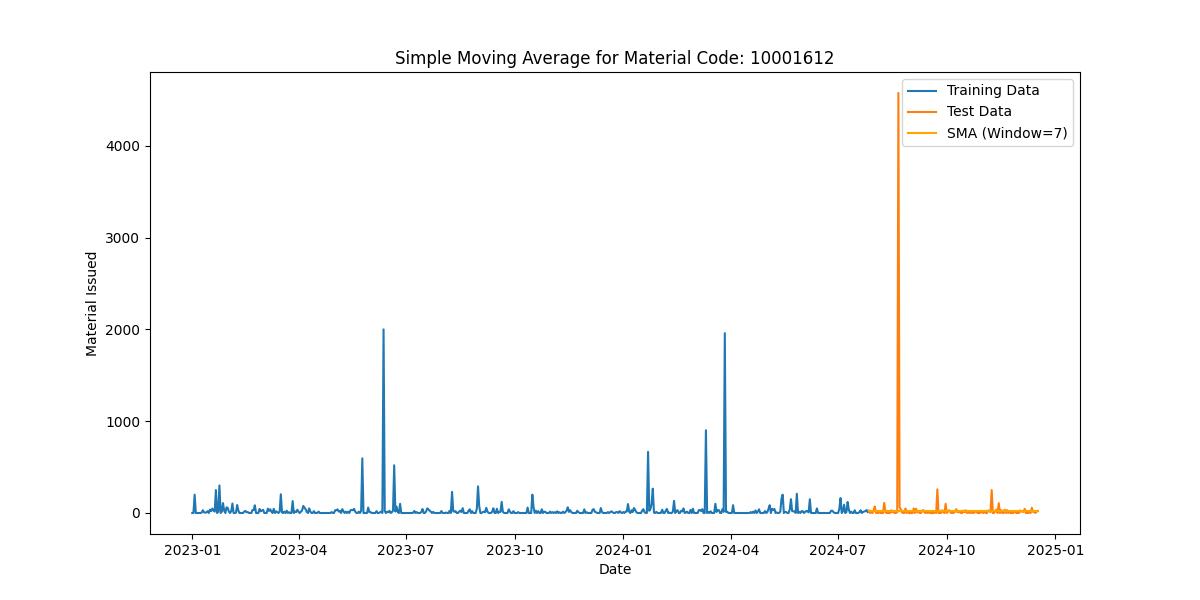 Simple Moving Average for Material Code: 10001612
Training Data
Test Data
SMA (Window=7)
Material Issued
4000
3000
2000
1000
0
2023-01
2023-04
2023-07
2023-10
2024-01
2024-04
2024-07
2024-10
2025-01
Date